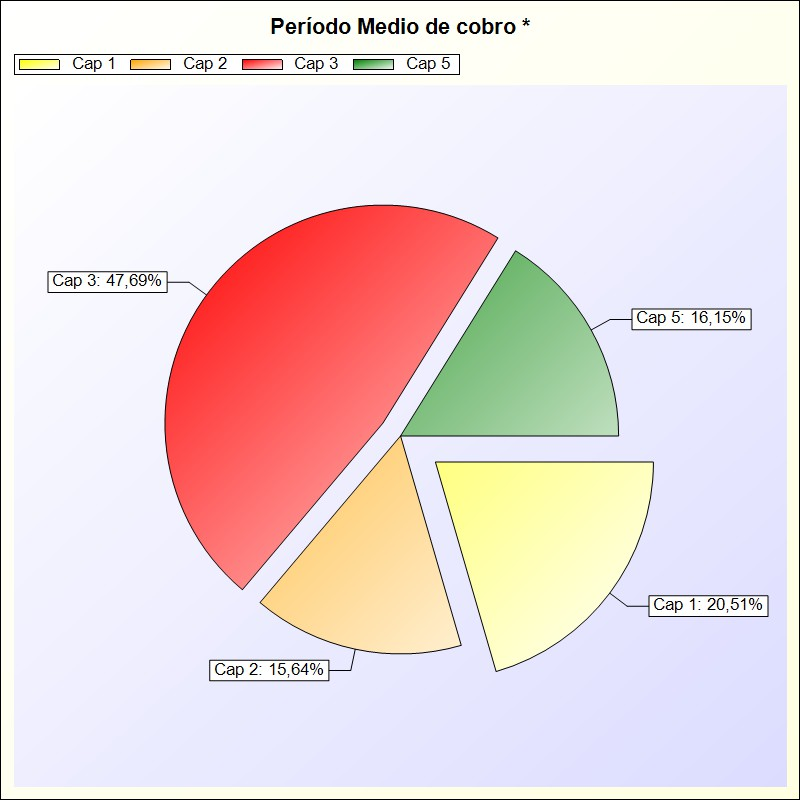 Período Medio de cobro *
Cap 1 Cap 2 Cap 3 Cap 5
Cap 3: 47,69%
Cap 5: 16,15%
Cap 1: 20,51%
Cap 2: 15,64%